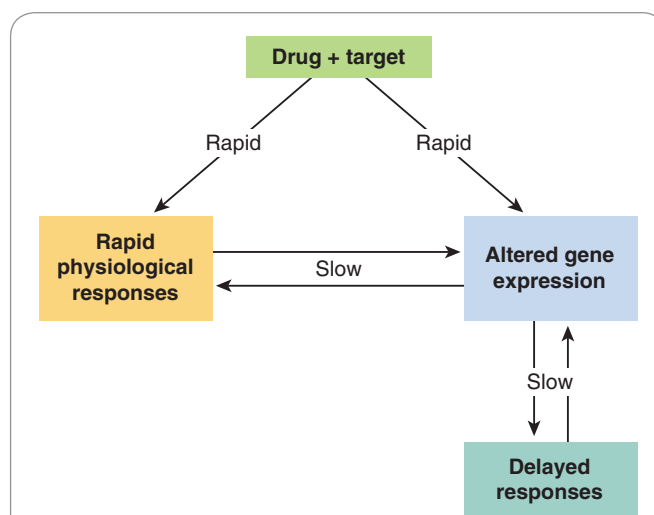 Drug + target
Rapid
Rapid
Rapid
physiological
responses
Slow
Altered gene
expression
Slow
Delayed
responses